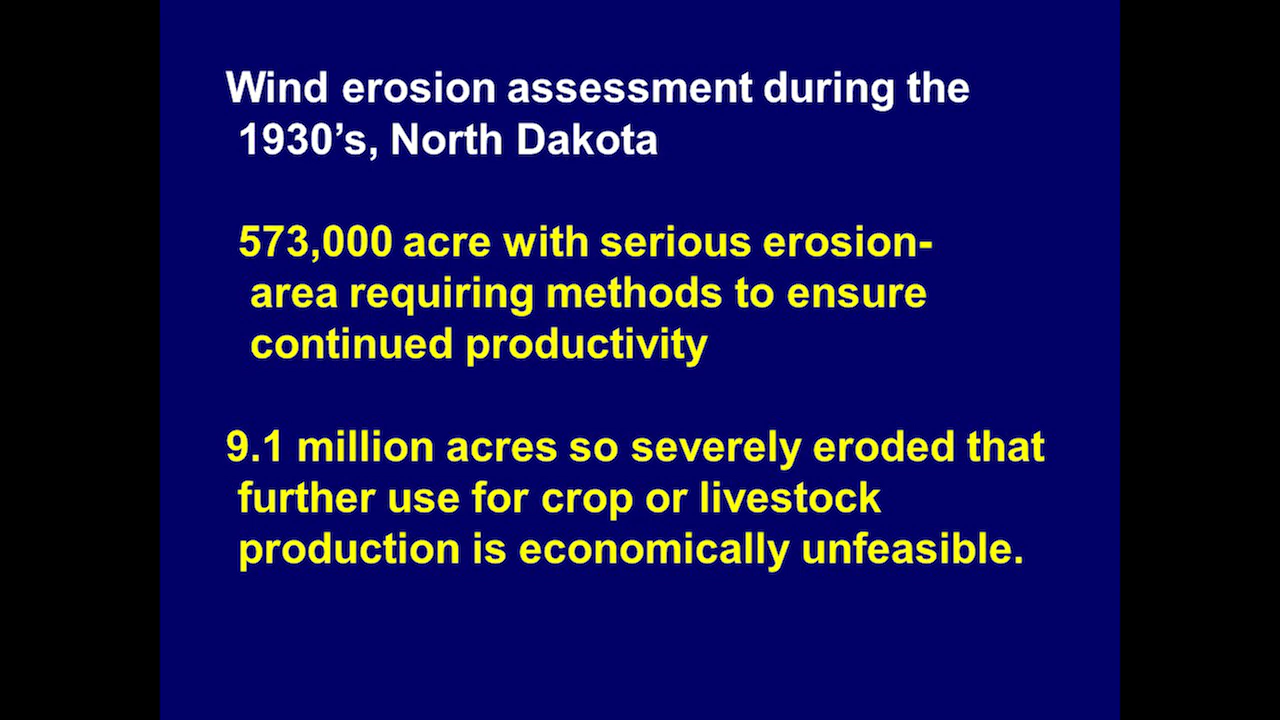 Wind erosion assessment during the
1930’s, North Dakota
573,000 acre with serious erosion-
area requiring methods to ensure
continued productivity
9.1 million acres so severely eroded that
further use for crop or livestock
production is economically unfeasible.